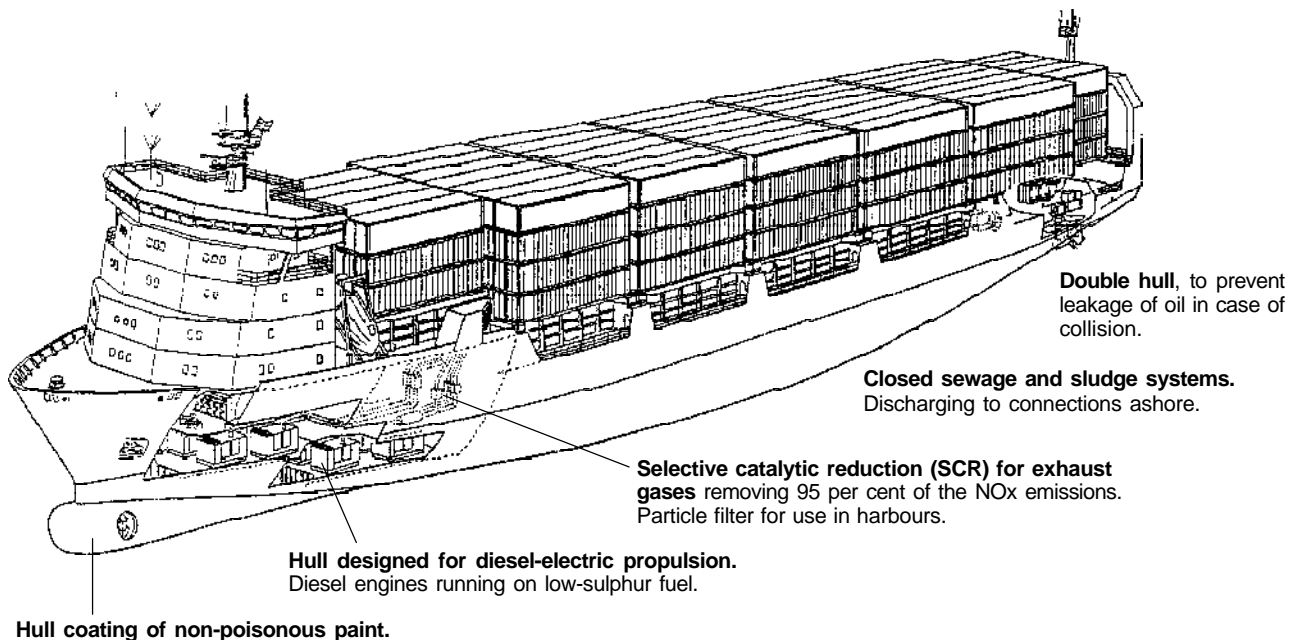 Double hull, to prevent
leakage of oil in case of
collision.
Closed sewage and sludge systems.
Discharging to connections ashore.
Selective catalytic reduction (SCR) for exhaust
gases removing 95 per cent of the NOx emissions.
Particle filter for use in harbours.
Hull designed for diesel-electric propulsion.
Diesel engines running on low-sulphur fuel.
Hull coating of non-poisonous paint.